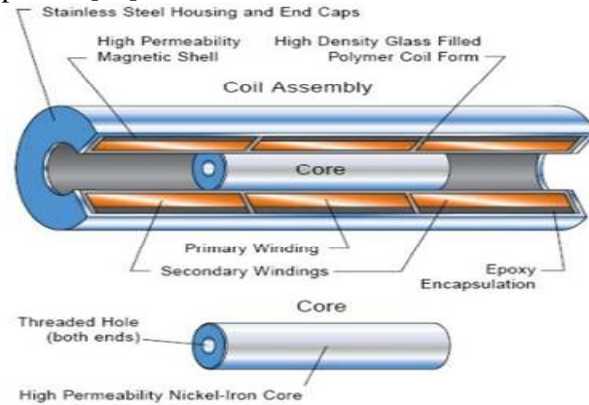 Stainless Steel Housing and End Caps
High Permeability
Magnetic Shell
High Density Glass Filled
Polymer Coil Form
Coil Assembly
Core
Primary Winding
Secondary Windings
Epoxy
Encapsulation
Core
Threaded Hole
(both ends)
High Permeability Nickel-Iron Core